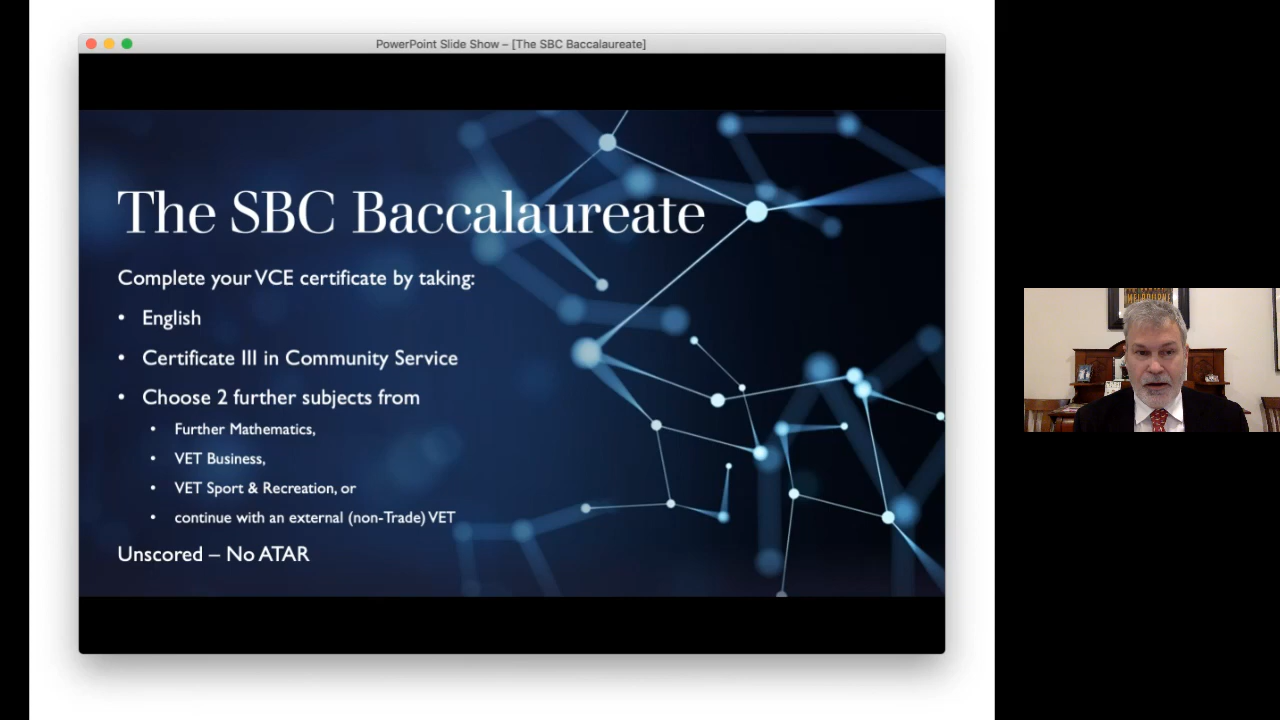 PowerPoint Slide Show – [The SBC Baccalaureate]
The SBC Baccalaureate
Complete your VCE certificate by taking:
• English
• Certificate III in Community Service
• Choose 2 further subjects from
• Further Mathematics,
• VET Business,
• VET Sport & Recreation, or
• continue with an external (non-Trade) VET
Unscored – No ATAR
MELBOURNE